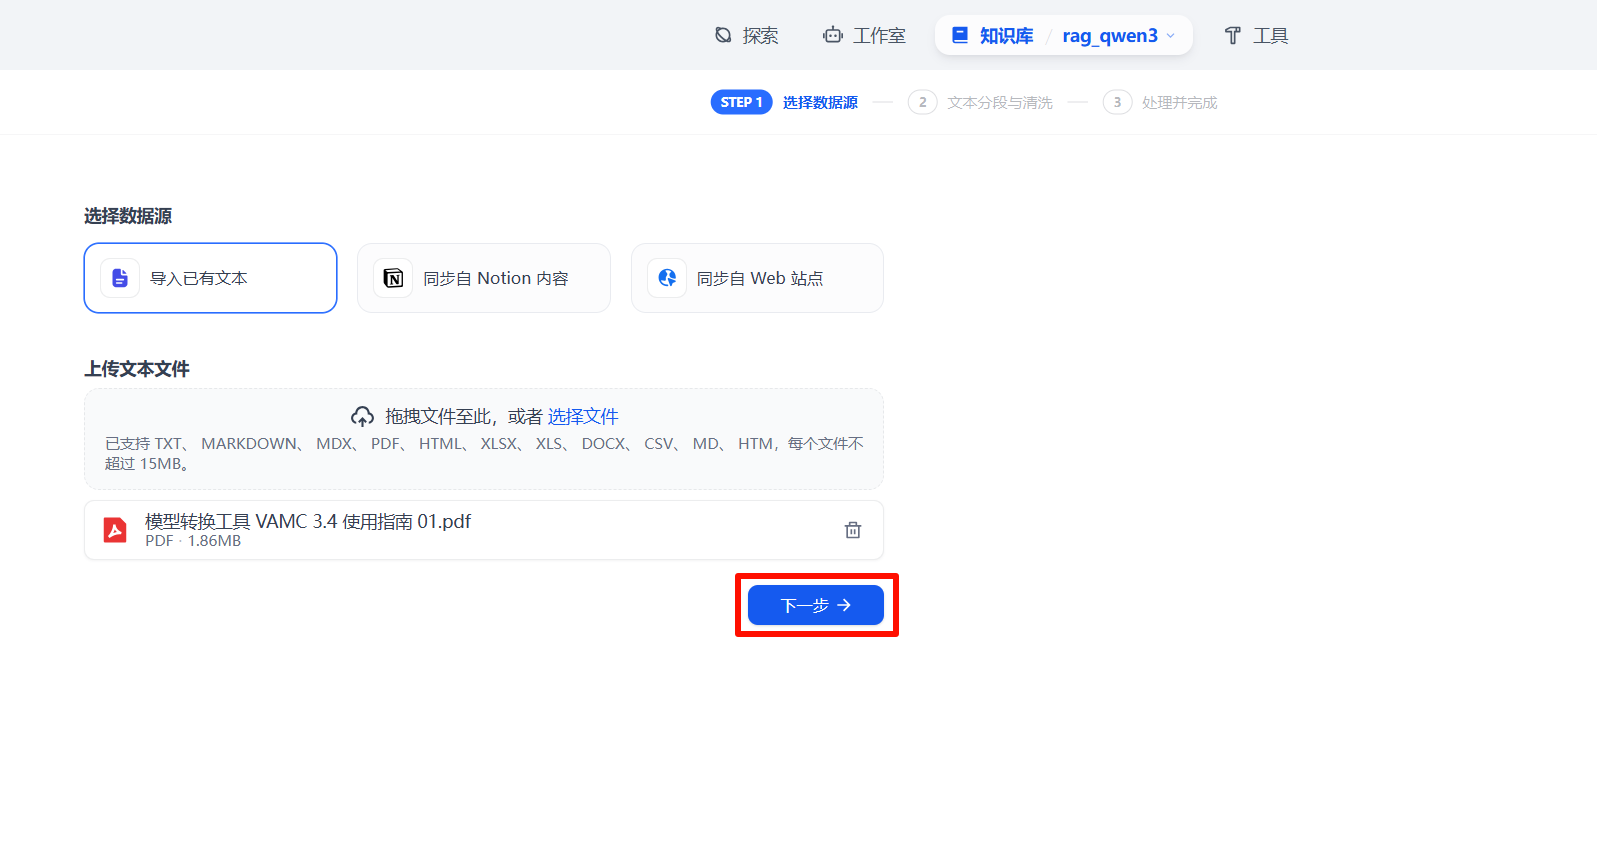 探索 工作室 知识库 / rag_qwen3 工具
STEP 1 选择数据源 2 文本分段与清洗 3 处理并完成
选择数据源
导入已有文本 同步自 Notion 内容 同步自 Web 站点
上传文本文件
拖拽文件至此，或者 选择文件
已支持 TXT、 MARKDOWN、 MDX、 PDF、 HTML、 XLSX、 XLS、 DOCX、 CSV、 MD、 HTM，每个文件不
超过 15MB。
模型转换工具 VAMC 3.4 使用指南 01.pdf
PDF · 1.86MB
下一步 →